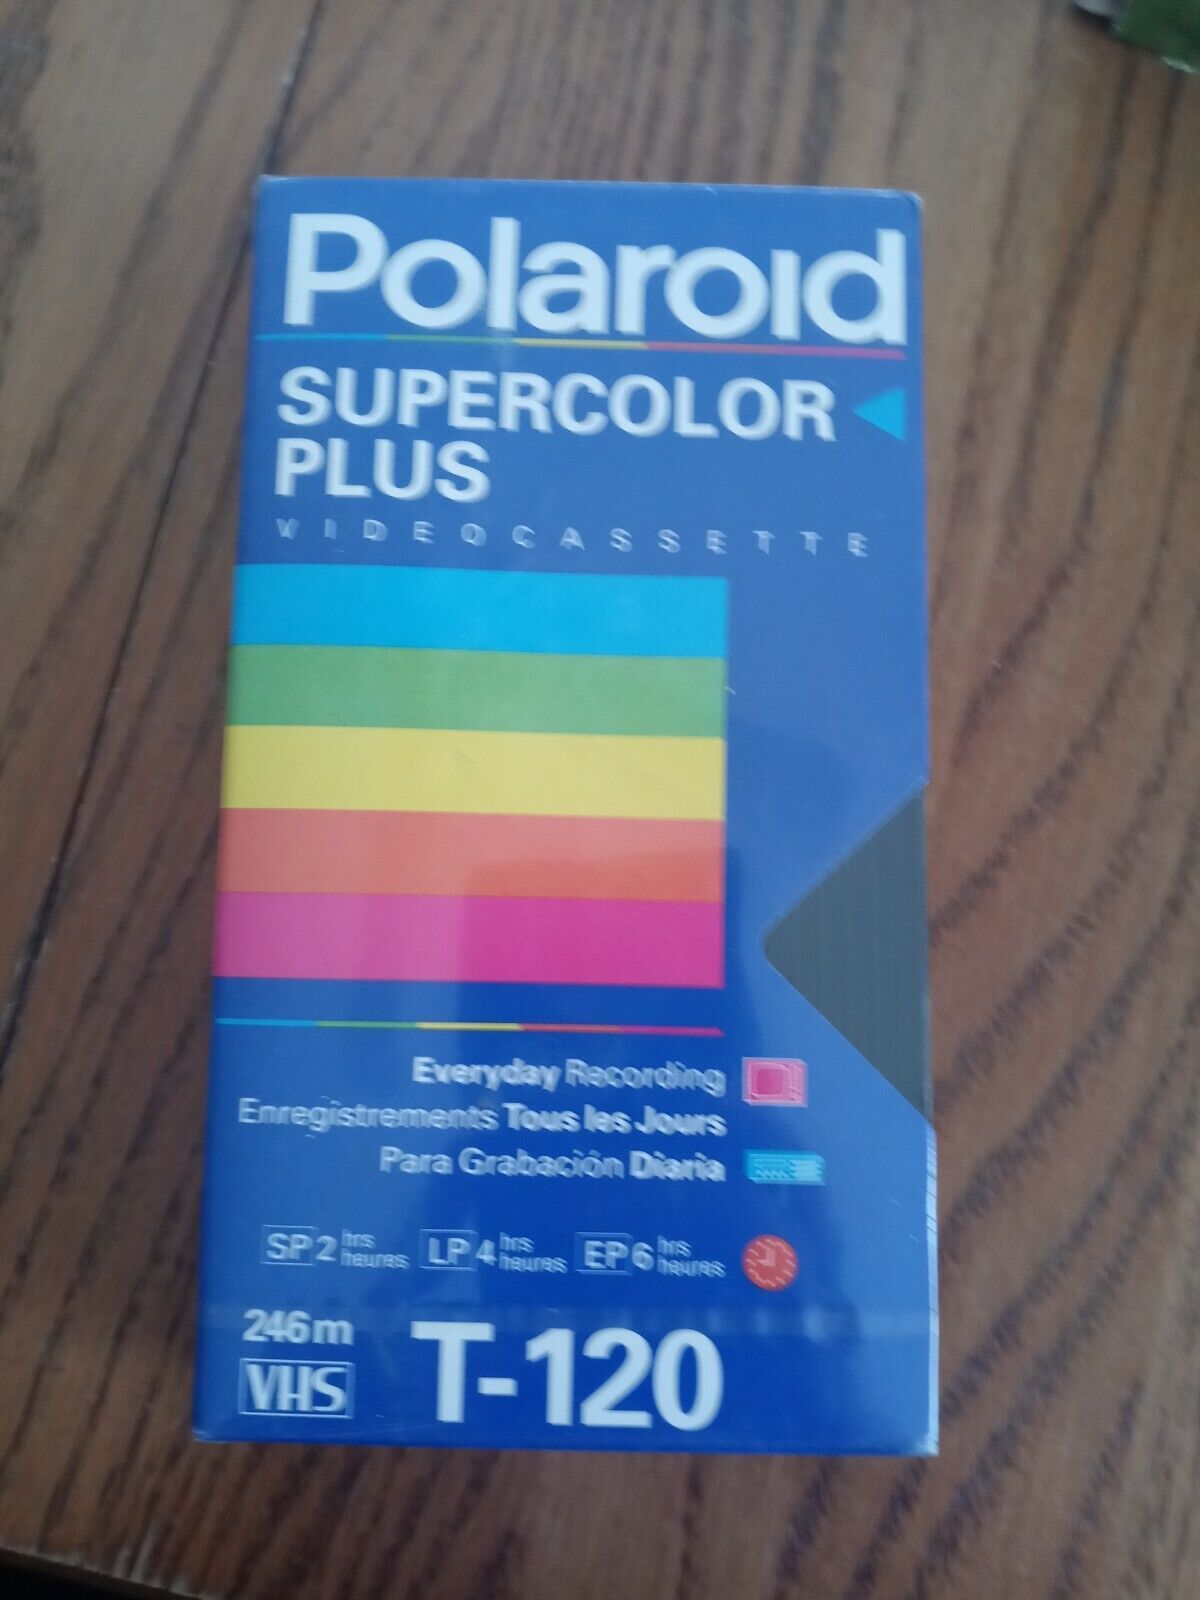 Polaroid
SUPERCOLOR
PLUS
VIDEOCASSETTE
Everyday Recording
Enregistrements Tous les Jours
Para Grabación Diaria
SP 2 hrs heures LP 4 hrs heures EP 6 hrs heures
246m
VHS
T-120